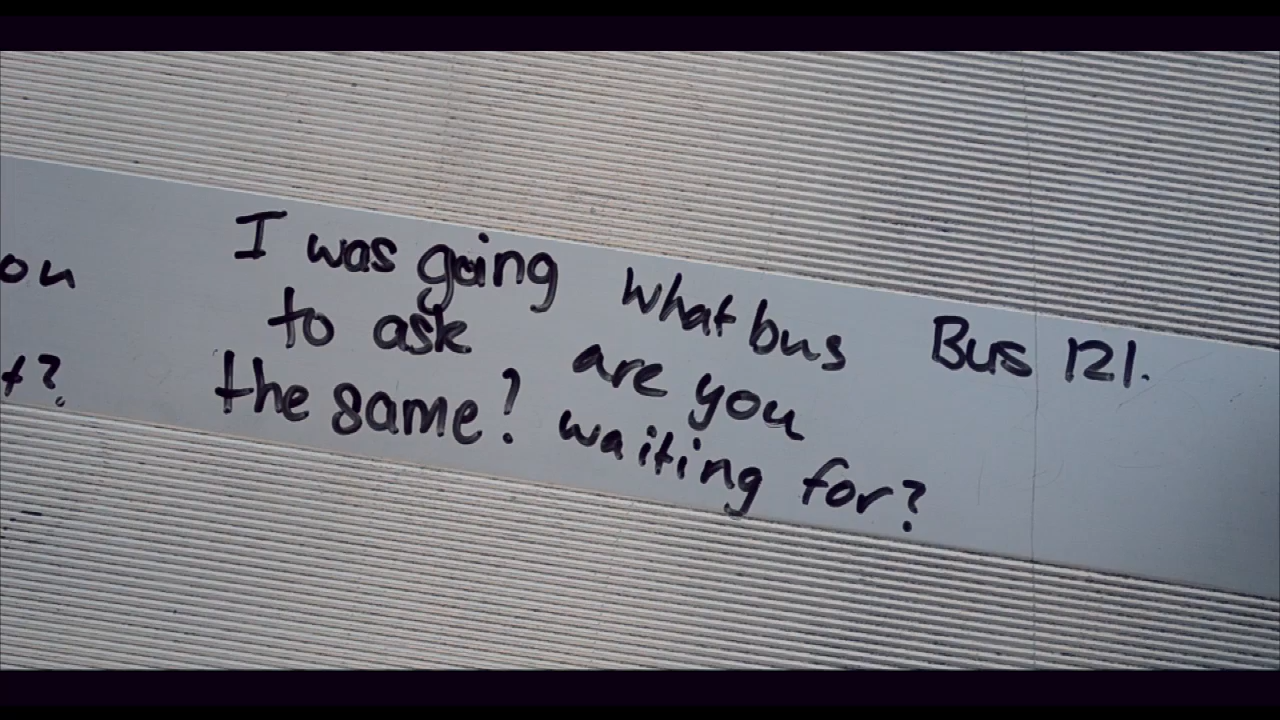 on
t?
I was going
to ask
the same!
What bus
are you
waiting for?
Bus 121.